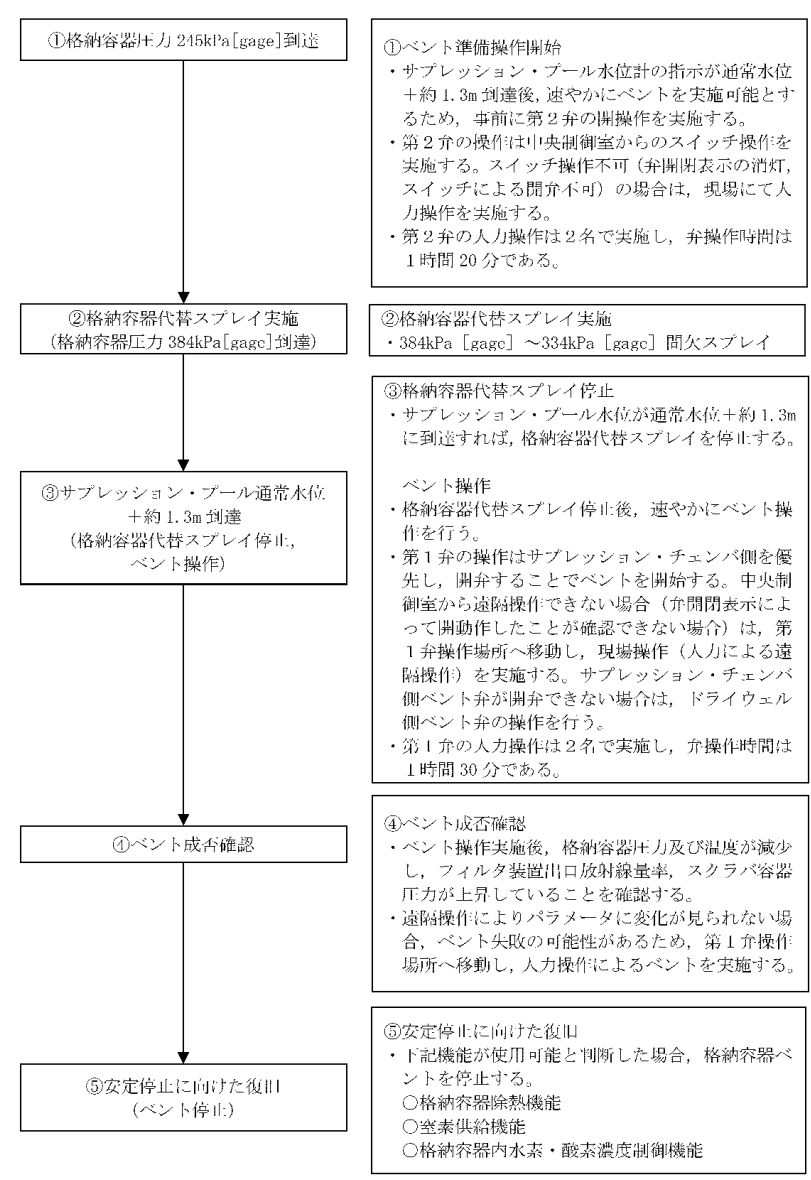 ①格納容器圧力 245kPa[gage]到達
①ベント準備操作開始
・サプレッション・プール水位計の指示が通常水位
＋約 1.3m 到達後，速やかにベントを実施可能とす
るため，事前に第２弁の開操作を実施する。
・第２弁の操作は中央制御室からのスイッチ操作を
実施する。スイッチ操作不可（弁開閉表示の消灯，
スイッチによる開弁不可）の場合は，現場にて人
力操作を実施する。
・第２弁の人力操作は２名で実施し，弁操作時間は
１時間 20 分である。
②格納容器代替スプレイ実施
(格納容器圧力 384kPa[gage]到達)
②格納容器代替スプレイ実施
・384kPa［gage］～334kPa［gage］間欠スプレイ
③サプレッション・プール通常水位
＋約 1.3m 到達
(格納容器代替スプレイ停止，
ベント操作)
③格納容器代替スプレイ停止
・サプレッション・プール水位が通常水位＋約 1.3m
に到達すれば，格納容器代替スプレイを停止する。
ベント操作
・格納容器代替スプレイ停止後，速やかにベント操
作を行う。
・第１弁の操作はサプレッション・チェンバ側を優
先し，開弁することでベントを開始する。中央制
御室から遠隔操作できない場合（弁開閉表示によ
って開動作したことが確認できない場合）は，第
１弁操作場所へ移動し，現場操作（人力による遠
隔操作）を実施する。サプレッション・チェンバ
側ベント弁が開弁できない場合は，ドライウェル
側ベント弁の操作を行う。
・第１弁の人力操作は２名で実施し，弁操作時間は
１時間 30 分である。
④ベント成否確認
④ベント成否確認
・ベント操作実施後，格納容器圧力及び温度が減少
し，フィルタ装置出口放射線量率，スクラバ容器
圧力が上昇していることを確認する。
・遠隔操作によりパラメータに変化が見られない場
合，ベント失敗の可能性があるため，第１弁操作
場所へ移動し，人力操作によるベントを実施する。
⑤安定停止に向けた復旧
(ベント停止)
⑤安定停止に向けた復旧
・下記機能が使用可能と判断した場合，格納容器ベ
ントを停止する。
○格納容器除熱機能
○窒素供給機能
○格納容器内水素・酸素濃度制御機能